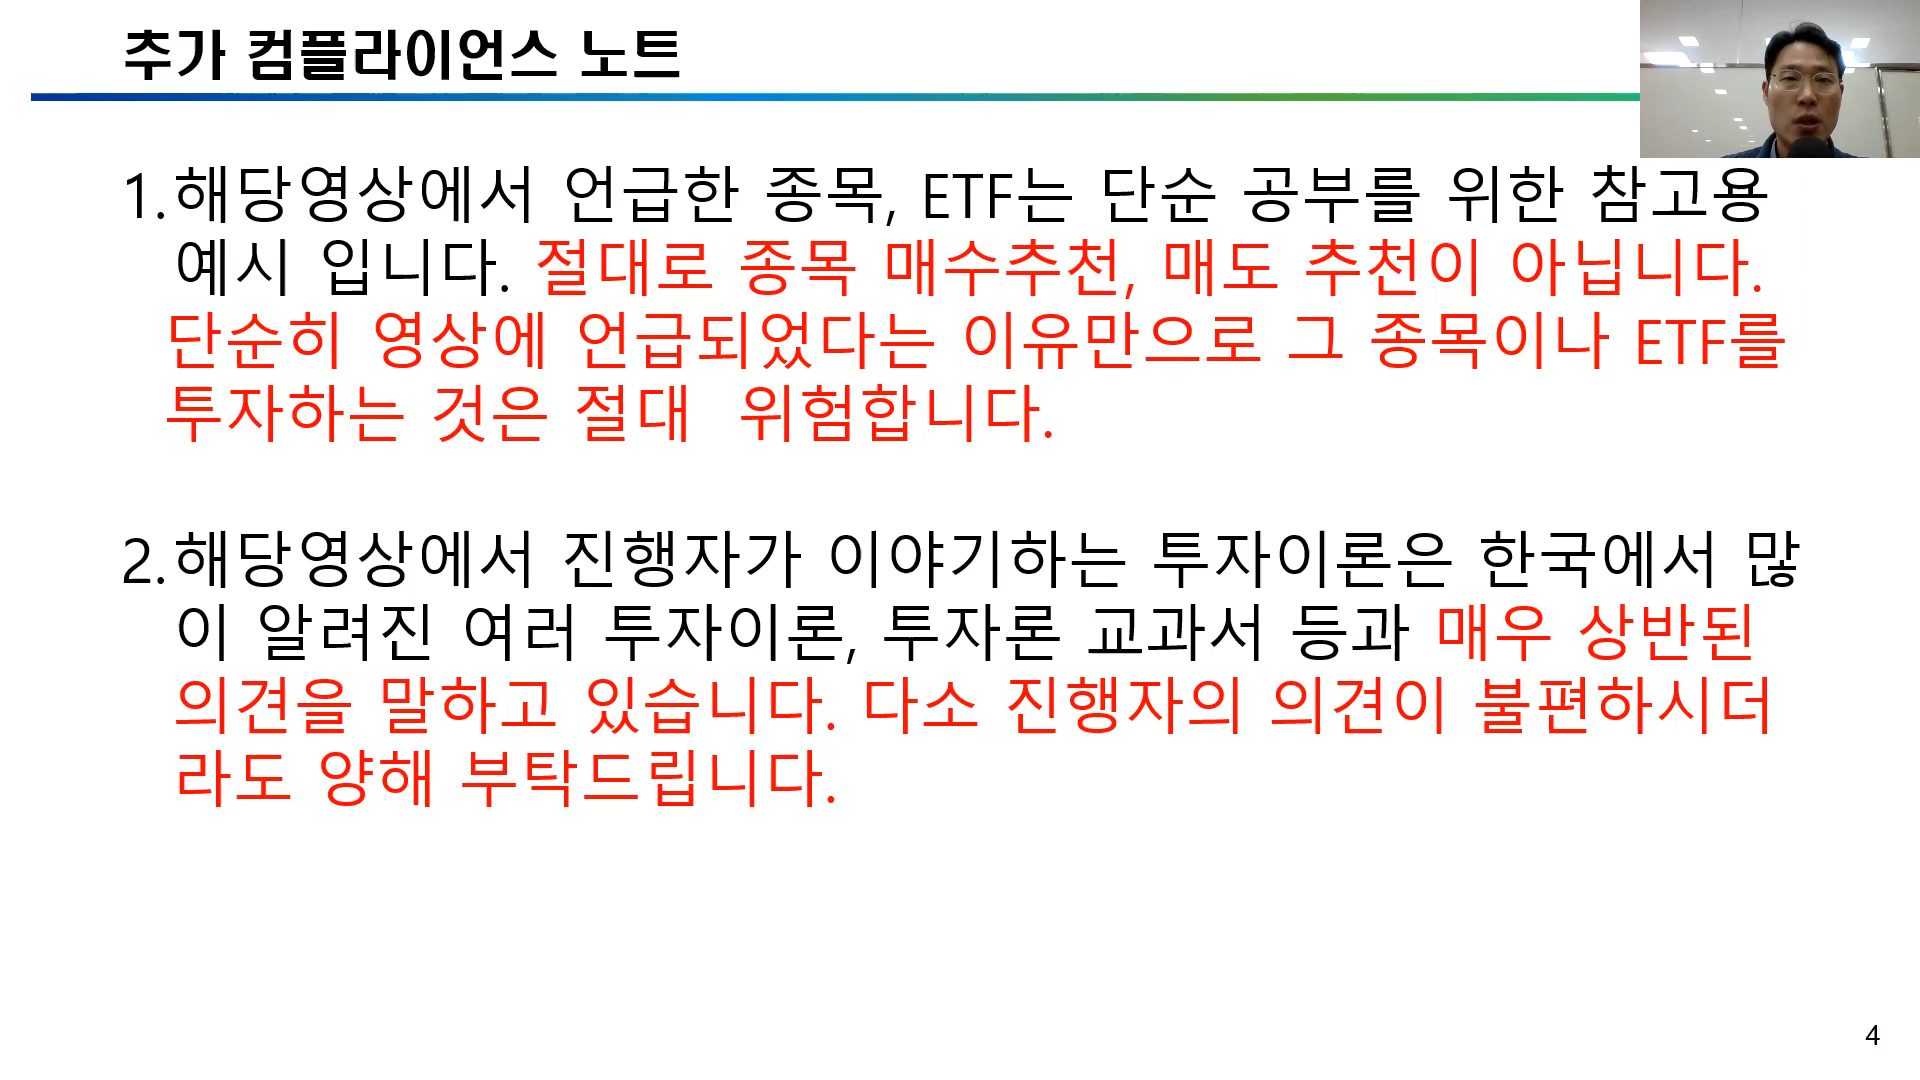 추가 컴플라이언스 노트
1.해당영상에서 언급한 종목, ETF는 단순 공부를 위한 참고용
예시 입니다. 절대로 종목 매수추천, 매도 추천이 아닙니다.
단순히 영상에 언급되었다는 이유만으로 그 종목이나 ETF를
투자하는 것은 절대 위험합니다.
2.해당영상에서 진행자가 이야기하는 투자이론은 한국에서 많
이 알려진 여러 투자이론, 투자론 교과서 등과 매우 상반된
의견을 말하고 있습니다. 다소 진행자의 의견이 불편하시더
라도 양해 부탁드립니다.
4